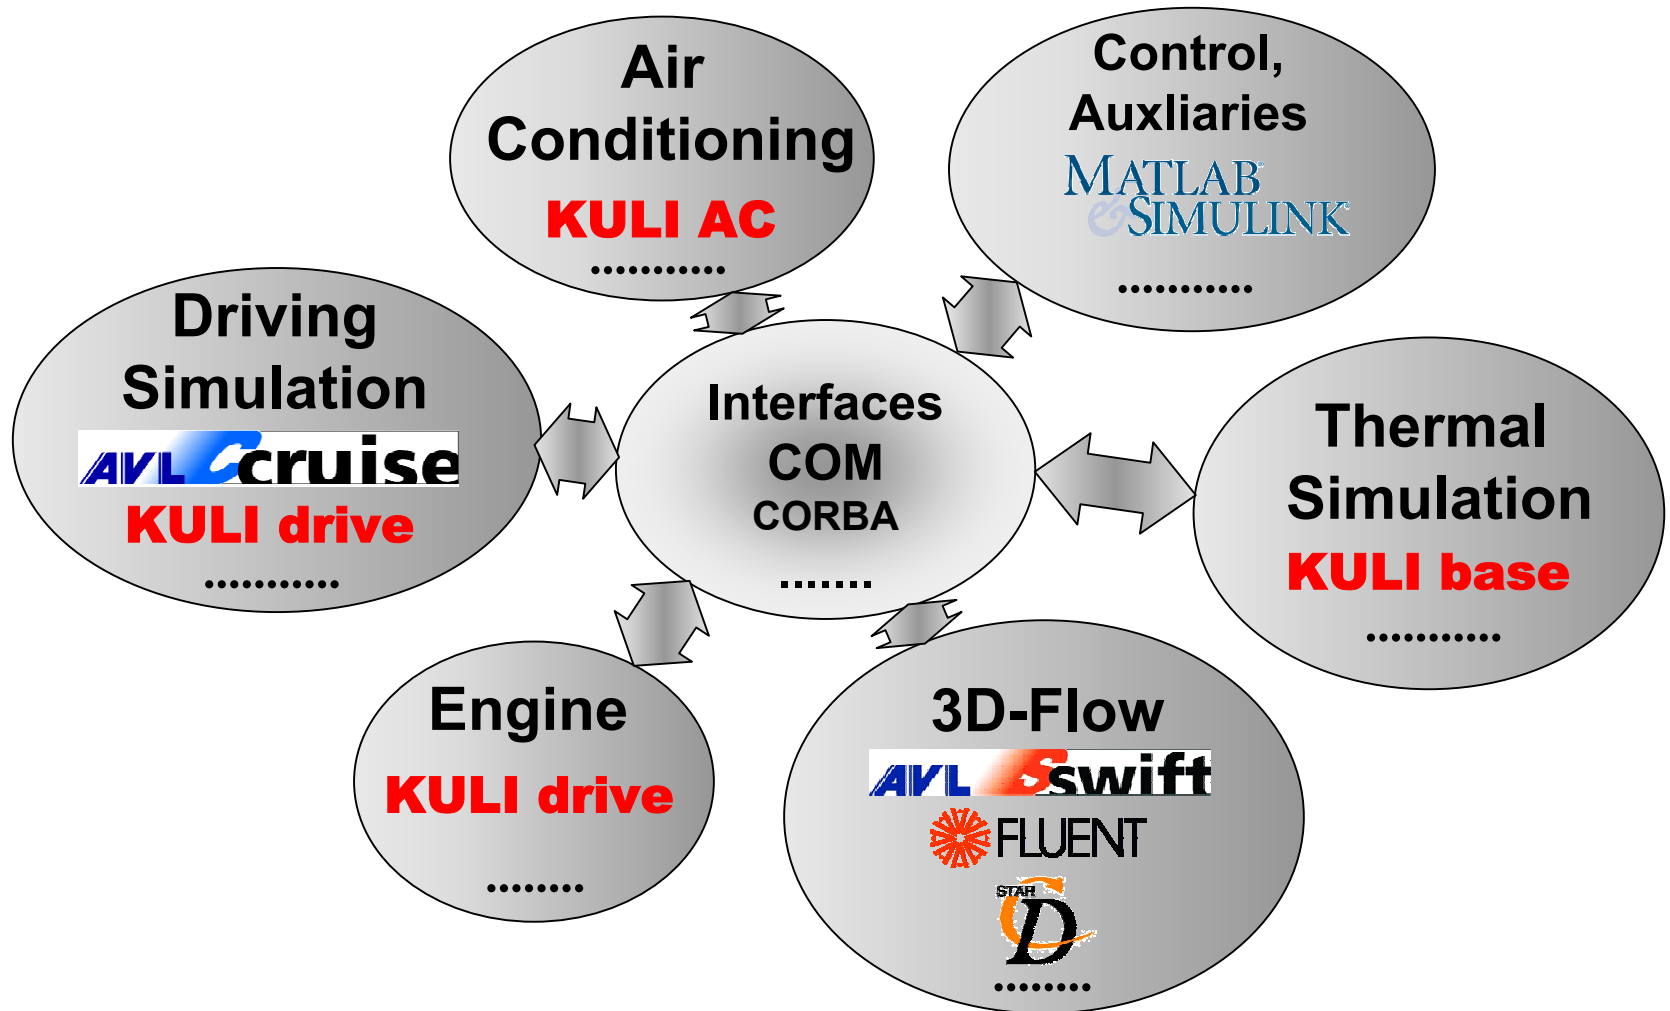 Air
Conditioning
KULI AC
...........
Control,
Auxliaries
MATLAB
&SIMULINK
...........
Driving
Simulation
AVL cruise
KULI drive
...........
Interfaces
COM
CORBA
.......
Thermal
Simulation
KULI base
...........
Engine
KULI drive
........
3D-Flow
AVL swift
FLUENT
STAR
CD
........